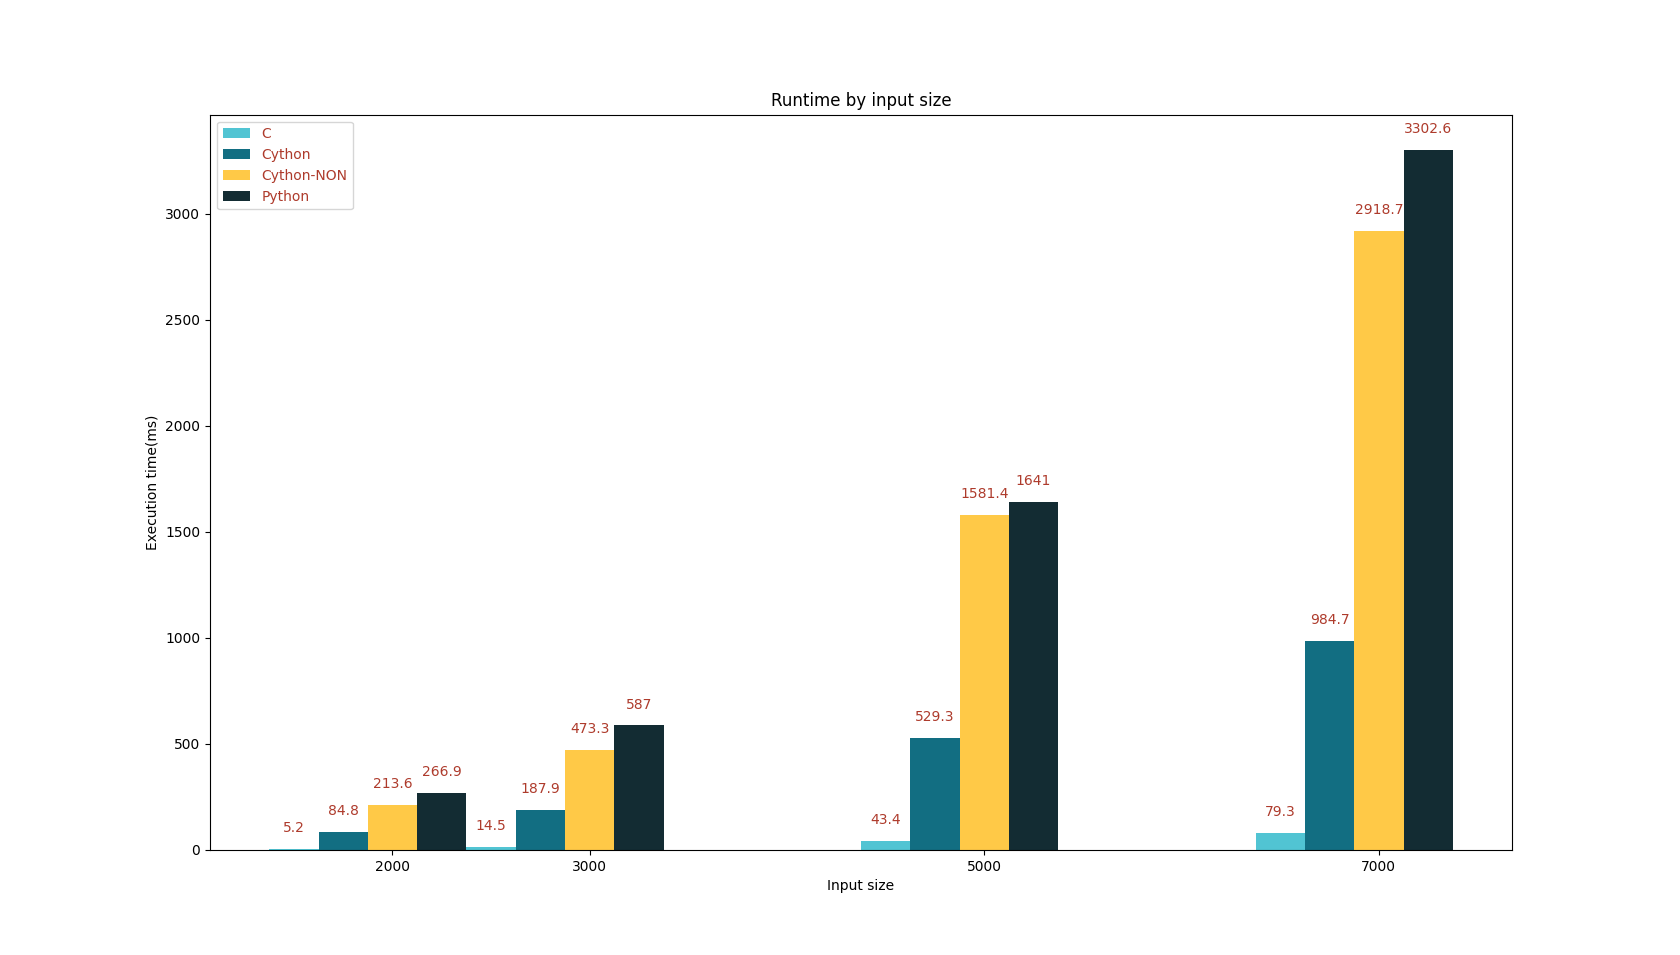 Runtime by input size
C
Cython
Cython-NON
Python
3302.6
2918.7
984.7
79.3
1641
1581.4
529.3
43.4
587
473.3
187.9
14.5
266.9
213.6
84.8
5.2
3000
2500
2000
1500
1000
500
0
Execution time(ms)
2000 3000 5000 7000
Input size